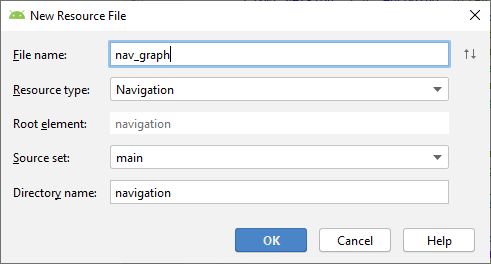 New Resource File
File name: nav_graph
Resource type: Navigation
Root element: navigation
Source set: main
Directory name: navigation
OK Cancel Help